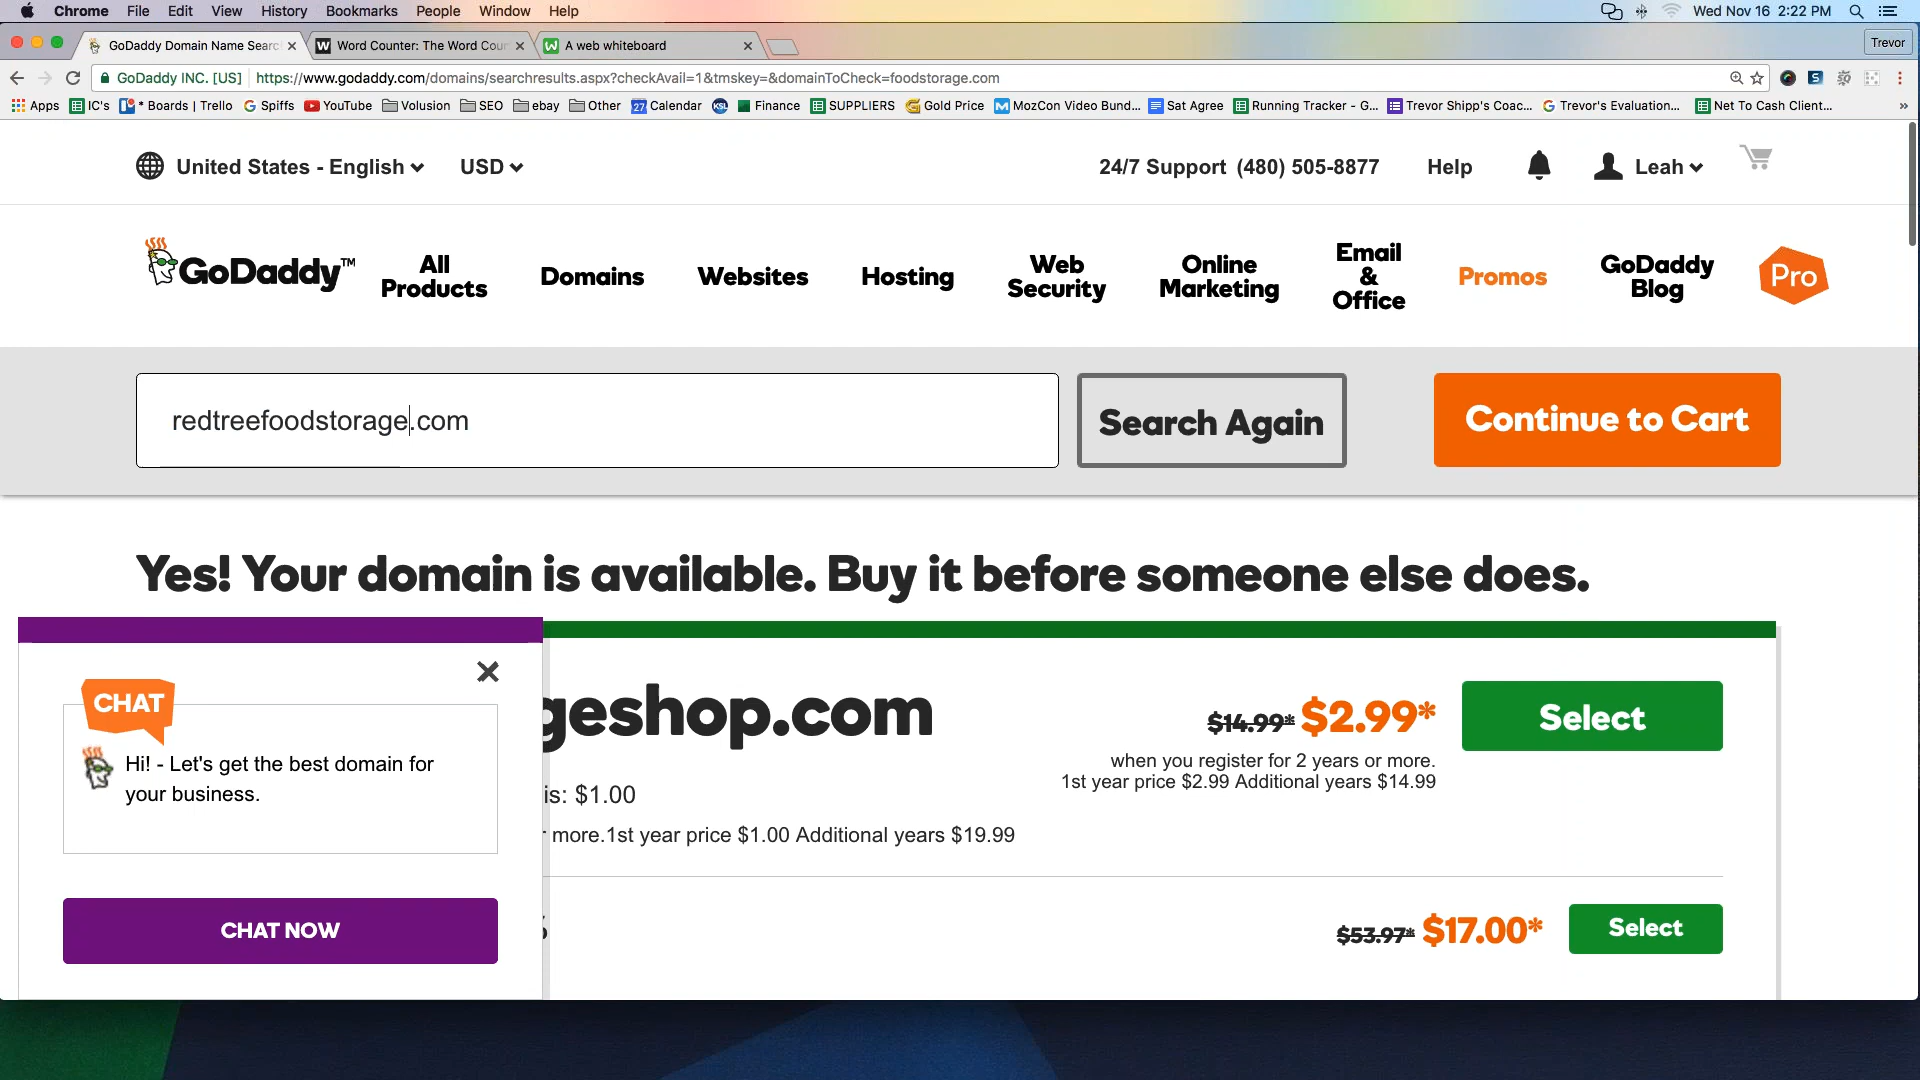 Chrome File Edit View History Bookmarks People Window Help Wed Nov 16 2:22 PM
GoDaddy Domain Name Searc Word Counter: The Word Coun A web whiteboard Trevor
GoDaddy INC. [US] https://www.godaddy.com/domains/searchresults.aspx?checkAvail=1&tmskey=&domainToCheck=foodstorage.com
Apps IC's * Boards | Trello Spiffs YouTube Volusion SEO ebay Other 27 Calendar KSL Finance SUPPLIERS Gold Price MozCon Video Bund... Sat Agree Running Tracker - G... Trevor Shipp's Coac... Trevor's Evaluation... Net To Cash Client... »
United States - English USD 24/7 Support (480) 505-8877 Help Leah
GoDaddy™ All Products Domains Websites Hosting Web Security Online Marketing Email & Office Promos GoDaddy Blog Pro
redtreefoodstorage.com Search Again Continue to Cart
Yes! Your domain is available. Buy it before someone else does.
geshop.com $14.99* $2.99* Select
when you register for 2 years or more.
1st year price $2.99 Additional years $14.99
is: $1.00
more.1st year price $1.00 Additional years $19.99
$53.97* $17.00* Select
CHAT
Hi! - Let's get the best domain for
your business.
CHAT NOW